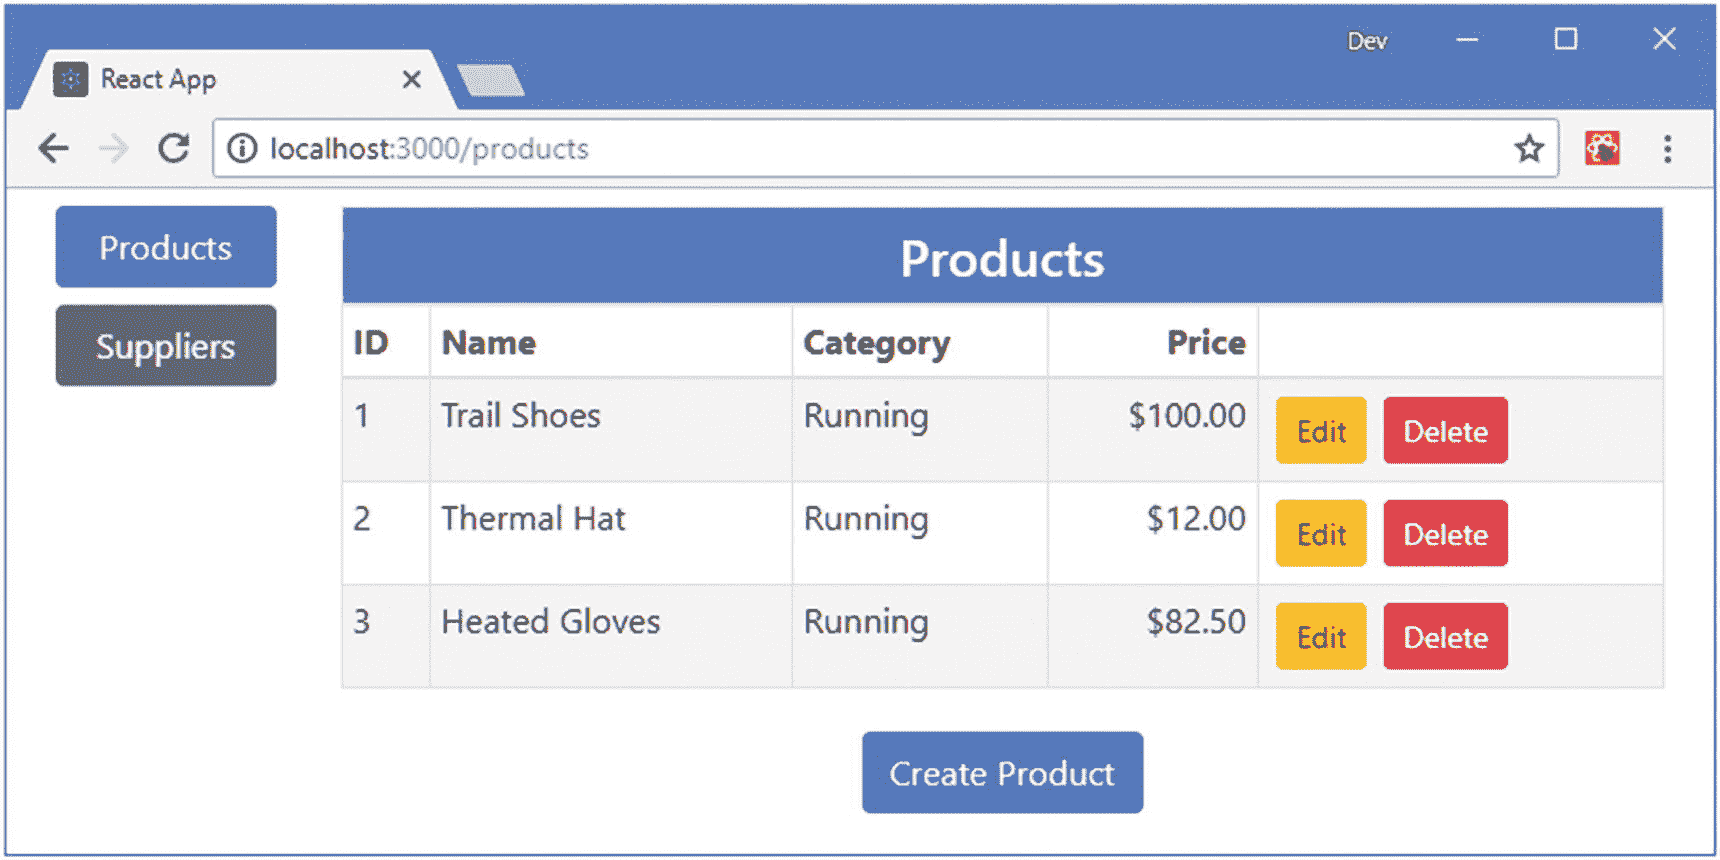 Dev
React App
localhost:3000/products
Products
Suppliers
Products
ID Name Category Price
1 Trail Shoes Running $100.00 Edit Delete
2 Thermal Hat Running $12.00 Edit Delete
3 Heated Gloves Running $82.50 Edit Delete
Create Product